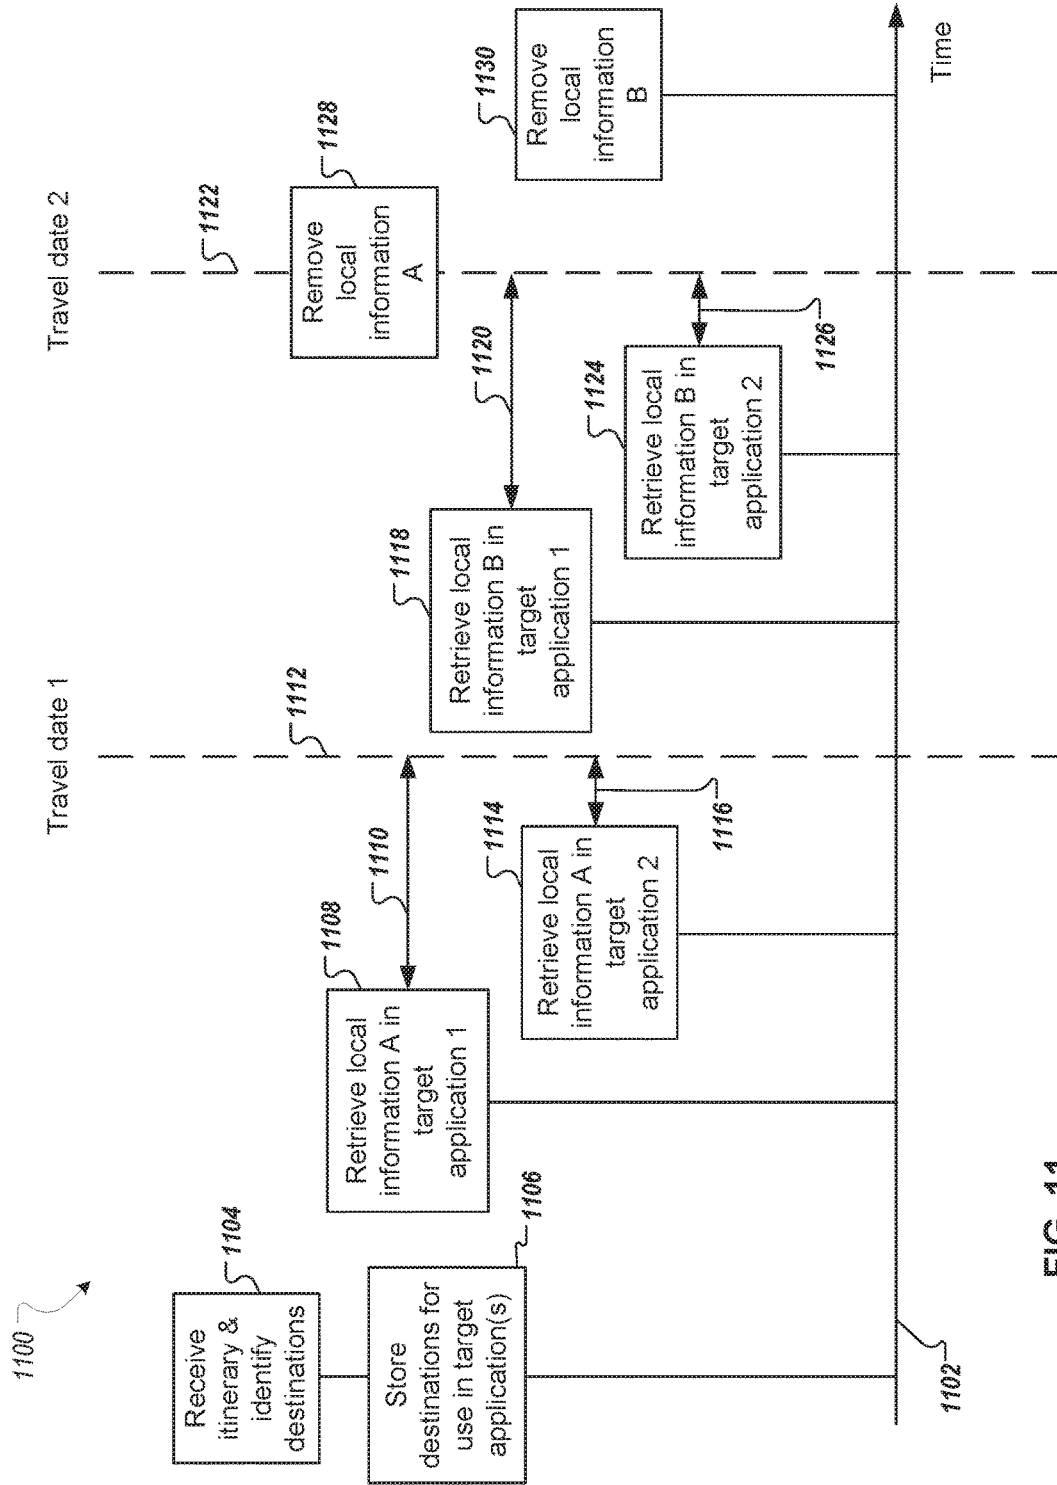 1100
Travel date 1
Travel date 2
1104
Receive
itinerary &
identify
destinations
1106
Store
destinations for
use in target
application(s)
1108
Retrieve local
information A in
target
application 1
1110
1112
1114
Retrieve local
information A in
target
application 2
1116
1118
Retrieve local
information B in
target
application 1
1120
1122
1124
Retrieve local
information B in
target
application 2
1126
1128
Remove
local
information
A
1130
Remove
local
information
B
1102
Time
FIG. 11